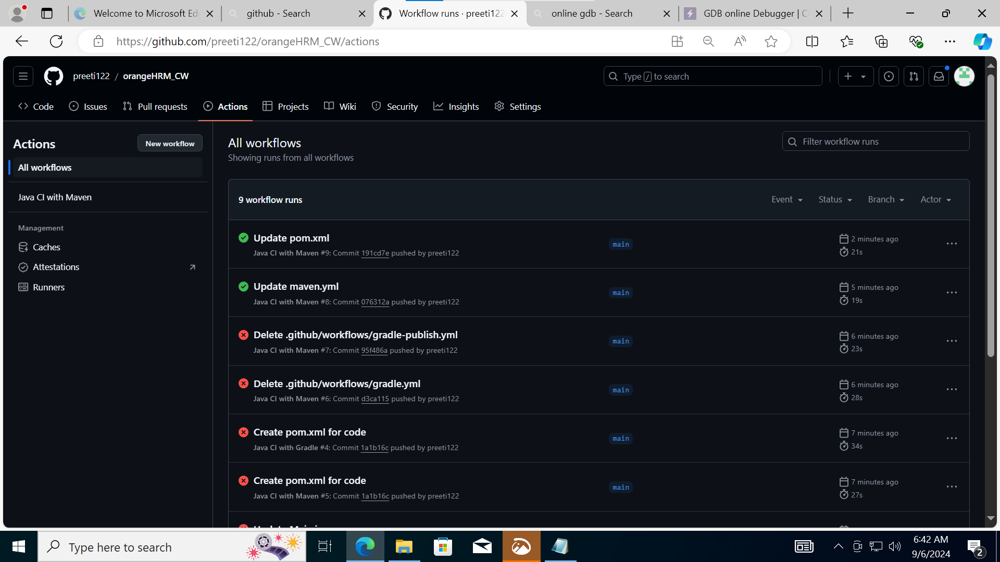 Welcome to Microsoft Ed
github - Search
Workflow runs · preeti122
online gdb - Search
GDB online Debugger | C
https://github.com/preeti122/orangeHRM_CW/actions
preeti122 / orangeHRM_CW
Type / to search
Code
Issues
Pull requests
Actions
Projects
Wiki
Security
Insights
Settings
Actions
New workflow
All workflows
Java CI with Maven
Management
Caches
Attestations
Runners
All workflows
Showing runs from all workflows
Filter workflow runs
9 workflow runs
Event
Status
Branch
Actor
Update pom.xml
Java CI with Maven #9: Commit 191cd7e pushed by preeti122
main
2 minutes ago
21s
Update maven.yml
Java CI with Maven #8: Commit 076312a pushed by preeti122
main
5 minutes ago
19s
Delete .github/workflows/gradle-publish.yml
Java CI with Maven #7: Commit 95f486a pushed by preeti122
main
6 minutes ago
23s
Delete .github/workflows/gradle.yml
Java CI with Maven #6: Commit d3ca115 pushed by preeti122
main
6 minutes ago
28s
Create pom.xml for code
Java CI with Gradle #4: Commit 1a1b16c pushed by preeti122
main
7 minutes ago
34s
Create pom.xml for code
Java CI with Maven #5: Commit 1a1b16c pushed by preeti122
main
7 minutes ago
27s
Type here to search
6:42 AM
9/6/2024
2